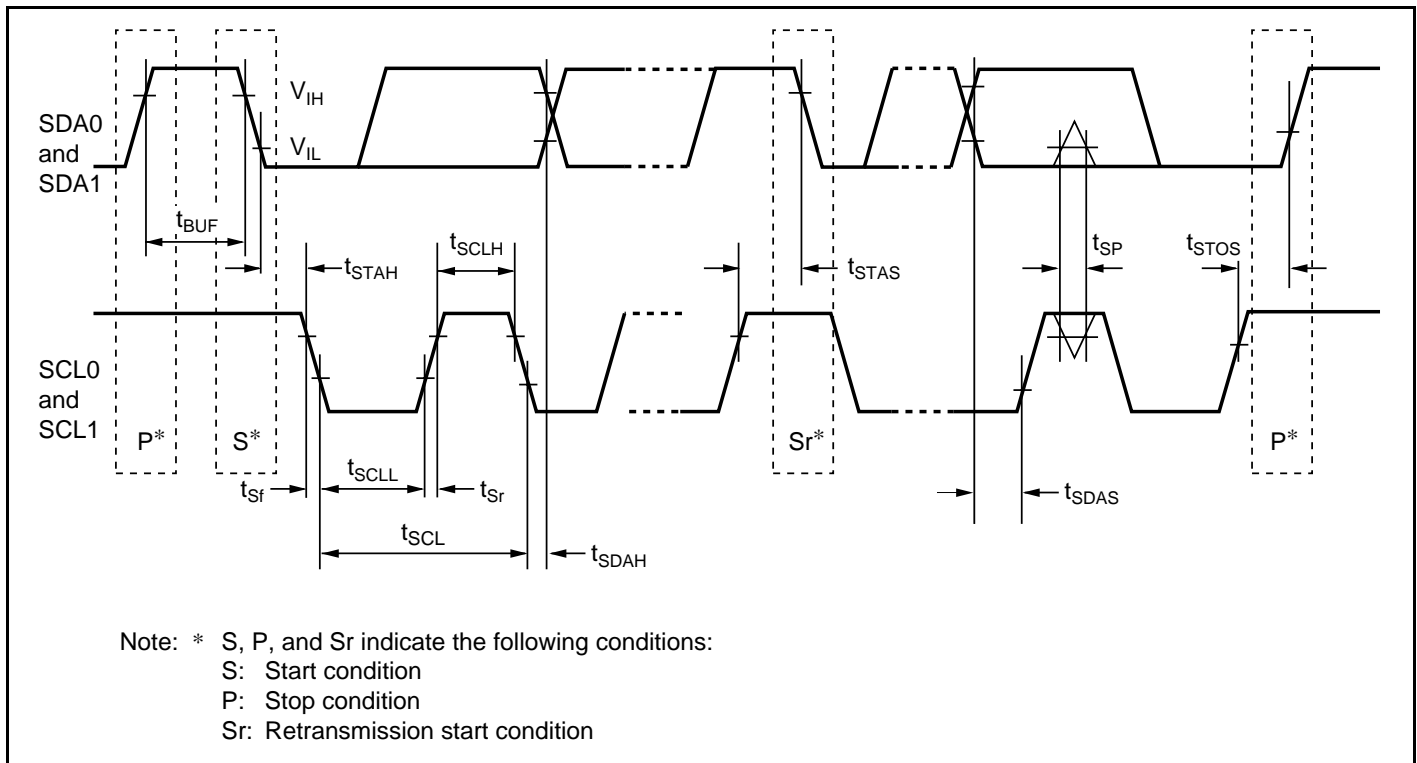 SDA0
and
SDA1
V_IH
V_IL
t_BUF
t_STAH
t_SCLH
t_STAS
t_SP
t_STOS
SCL0
and
SCL1
P*
S*
Sr*
P*
t_Sf
t_SCLL
t_Sr
t_SDAS
t_SCL
t_SDAH
Note: * S, P, and Sr indicate the following conditions:
S: Start condition
P: Stop condition
Sr: Retransmission start condition